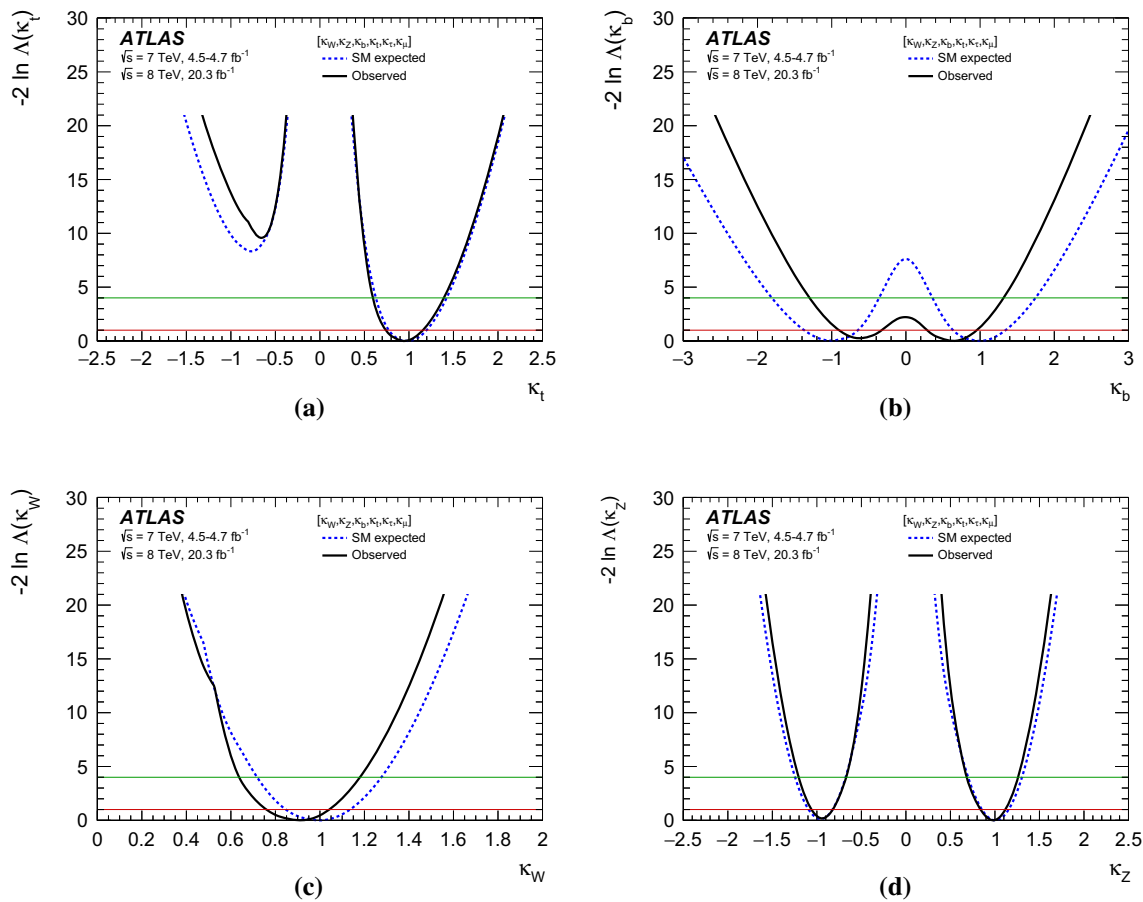 -2 ln Λ(κt)
30
25
20
15
10
5
0
ATLAS
√s = 7 TeV, 4.5-4.7 fb-1
√s = 8 TeV, 20.3 fb-1
[κW,κZ,κb,κt,κτ,κμ]
SM expected
Observed
−2.5 −2 −1.5 −1 −0.5 0 0.5 1 1.5 2 2.5
κt
(a)
-2 ln Λ(κb)
30
25
20
15
10
5
0
ATLAS
√s = 7 TeV, 4.5-4.7 fb-1
√s = 8 TeV, 20.3 fb-1
[κW,κZ,κb,κt,κτ,κμ]
SM expected
Observed
−3 −2 −1 0 1 2 3
κb
(b)
-2 ln Λ(κW)
30
25
20
15
10
5
0
ATLAS
√s = 7 TeV, 4.5-4.7 fb-1
√s = 8 TeV, 20.3 fb-1
[κW,κZ,κb,κt,κτ,κμ]
SM expected
Observed
0 0.2 0.4 0.6 0.8 1 1.2 1.4 1.6 1.8 2
κW
(c)
-2 ln Λ(κZ)
30
25
20
15
10
5
0
ATLAS
√s = 7 TeV, 4.5-4.7 fb-1
√s = 8 TeV, 20.3 fb-1
[κW,κZ,κb,κt,κτ,κμ]
SM expected
Observed
−2.5 −2 −1.5 −1 −0.5 0 0.5 1 1.5 2 2.5
κZ
(d)